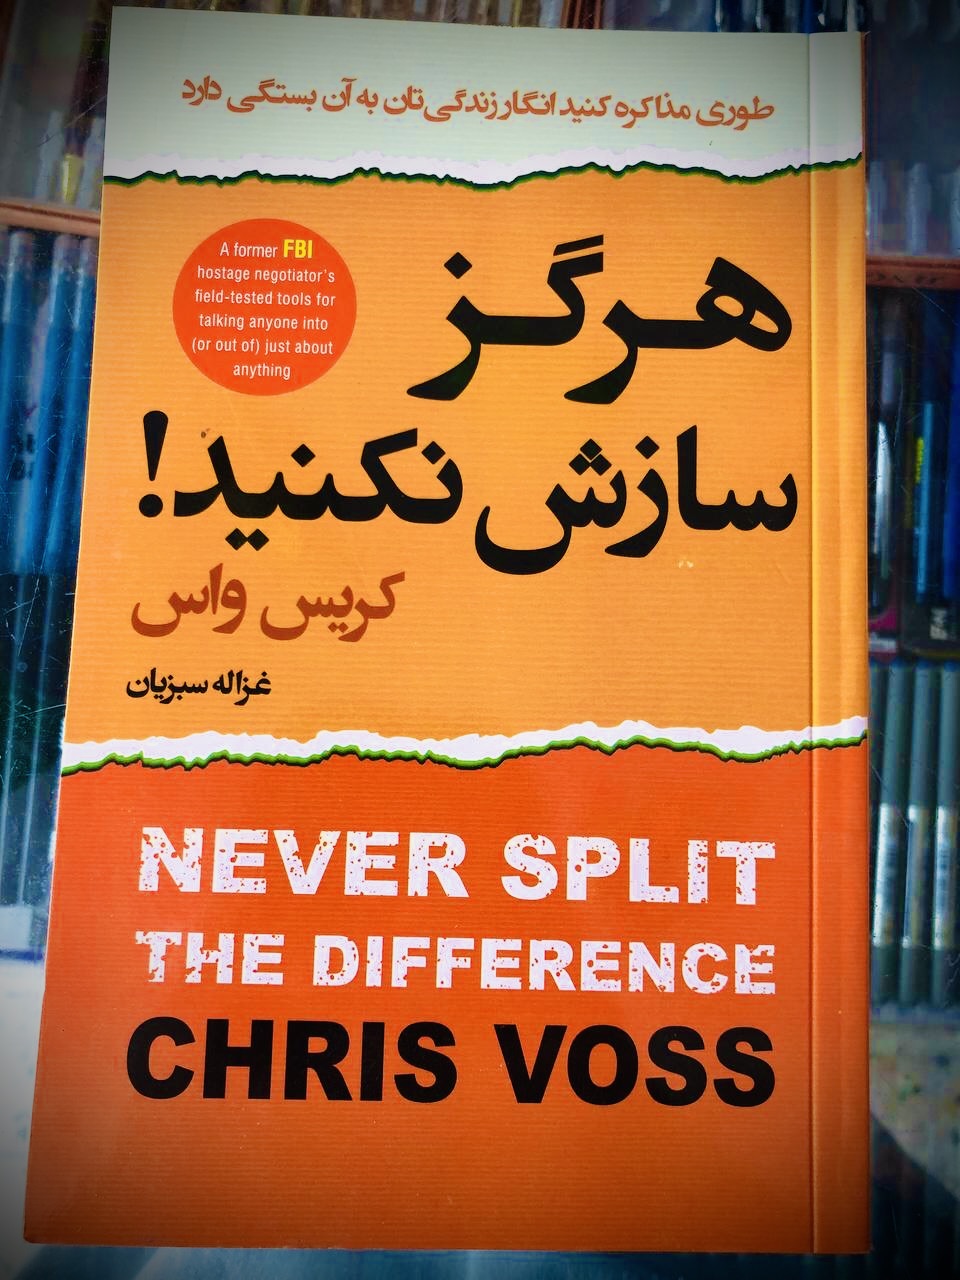 طوری مذاکره کنید انگار زندگی‌تان به آن بستگی دارد
A former FBI
hostage negotiator's
field-tested tools for
talking anyone into
(or out of) just about
anything
هرگز
سازش نکنید!
کریس واس
غزاله سبزیان
NEVER SPLIT
THE DIFFERENCE
CHRIS VOSS